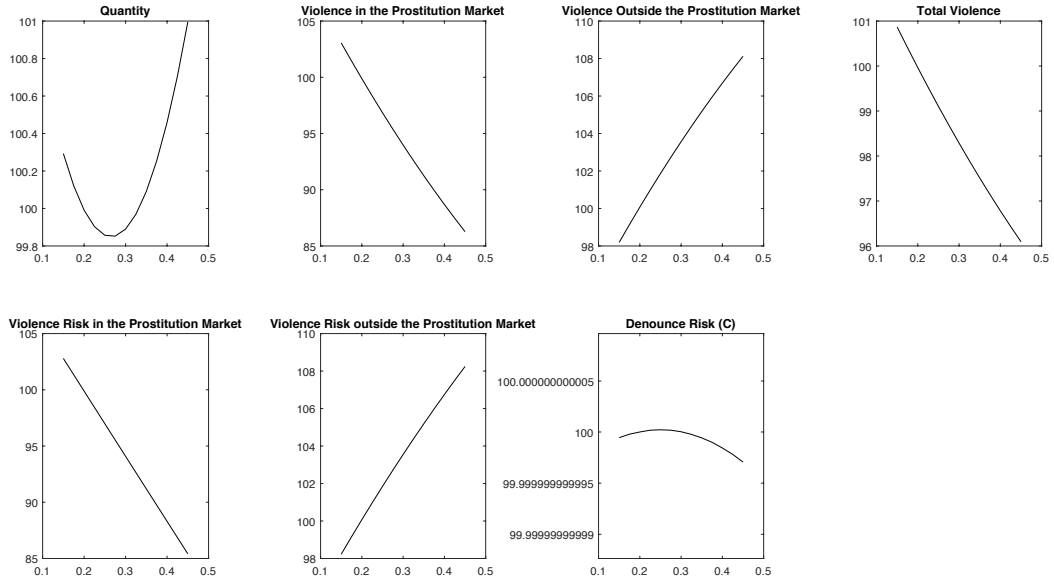 Quantity
101
100.8
100.6
100.4
100.2
100
99.8
0.1 0.2 0.3 0.4 0.5
Violence in the Prostitution Market
105
100
95
90
85
0.1 0.2 0.3 0.4 0.5
Violence Outside the Prostitution Market
110
108
106
104
102
100
98
0.1 0.2 0.3 0.4 0.5
Total Violence
101
100
99
98
97
96
0.1 0.2 0.3 0.4 0.5
Violence Risk in the Prostitution Market
105
100
95
90
85
0.1 0.2 0.3 0.4 0.5
Violence Risk outside the Prostitution Market
110
108
106
104
102
100
98
0.1 0.2 0.3 0.4 0.5
Denounce Risk (C)
100.000000000005
100
99.999999999995
99.99999999999
0.1 0.2 0.3 0.4 0.5